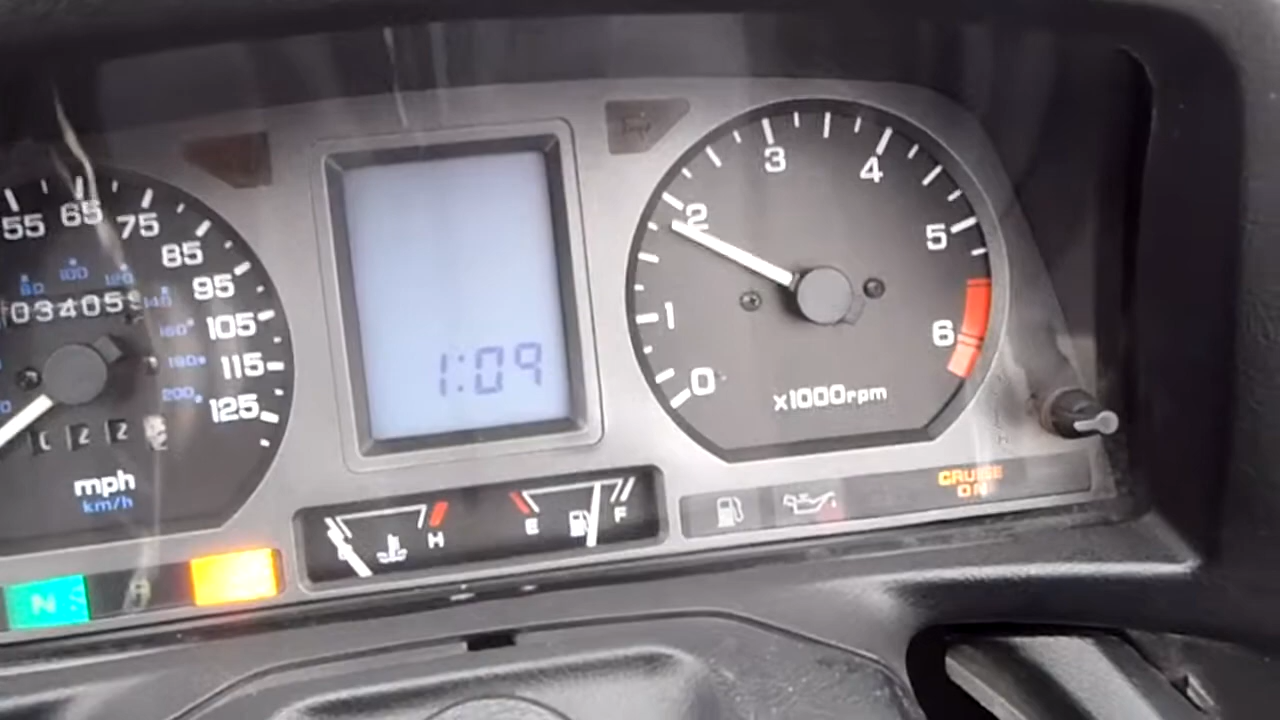 55 65 75 85 95 105 115 125
80 100 120 140 160 180 200
03405
122
mph
km/h
N
1:09
H
E F
0 1 2 3 4 5 6
x1000rpm
CRUISE
ON